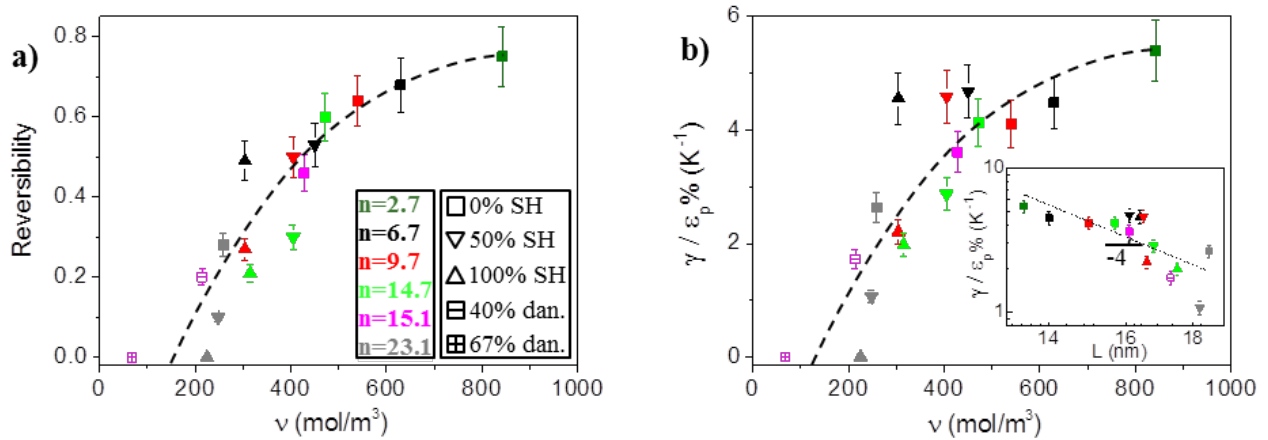 a)
Reversibility
0.8
0.6
0.4
0.2
0.0
0 200 400 600 800 1000
ν (mol/m³)
n=2.7
n=6.7
n=9.7
n=14.7
n=15.1
n=23.1
0% SH
50% SH
100% SH
40% dan.
67% dan.
b)
γ / εₚ% (K⁻¹)
6
4
2
0
0 200 400 600 800 1000
ν (mol/m³)
γ / εₚ% (K⁻¹)
10
1
-4
14 16 18
L (nm)